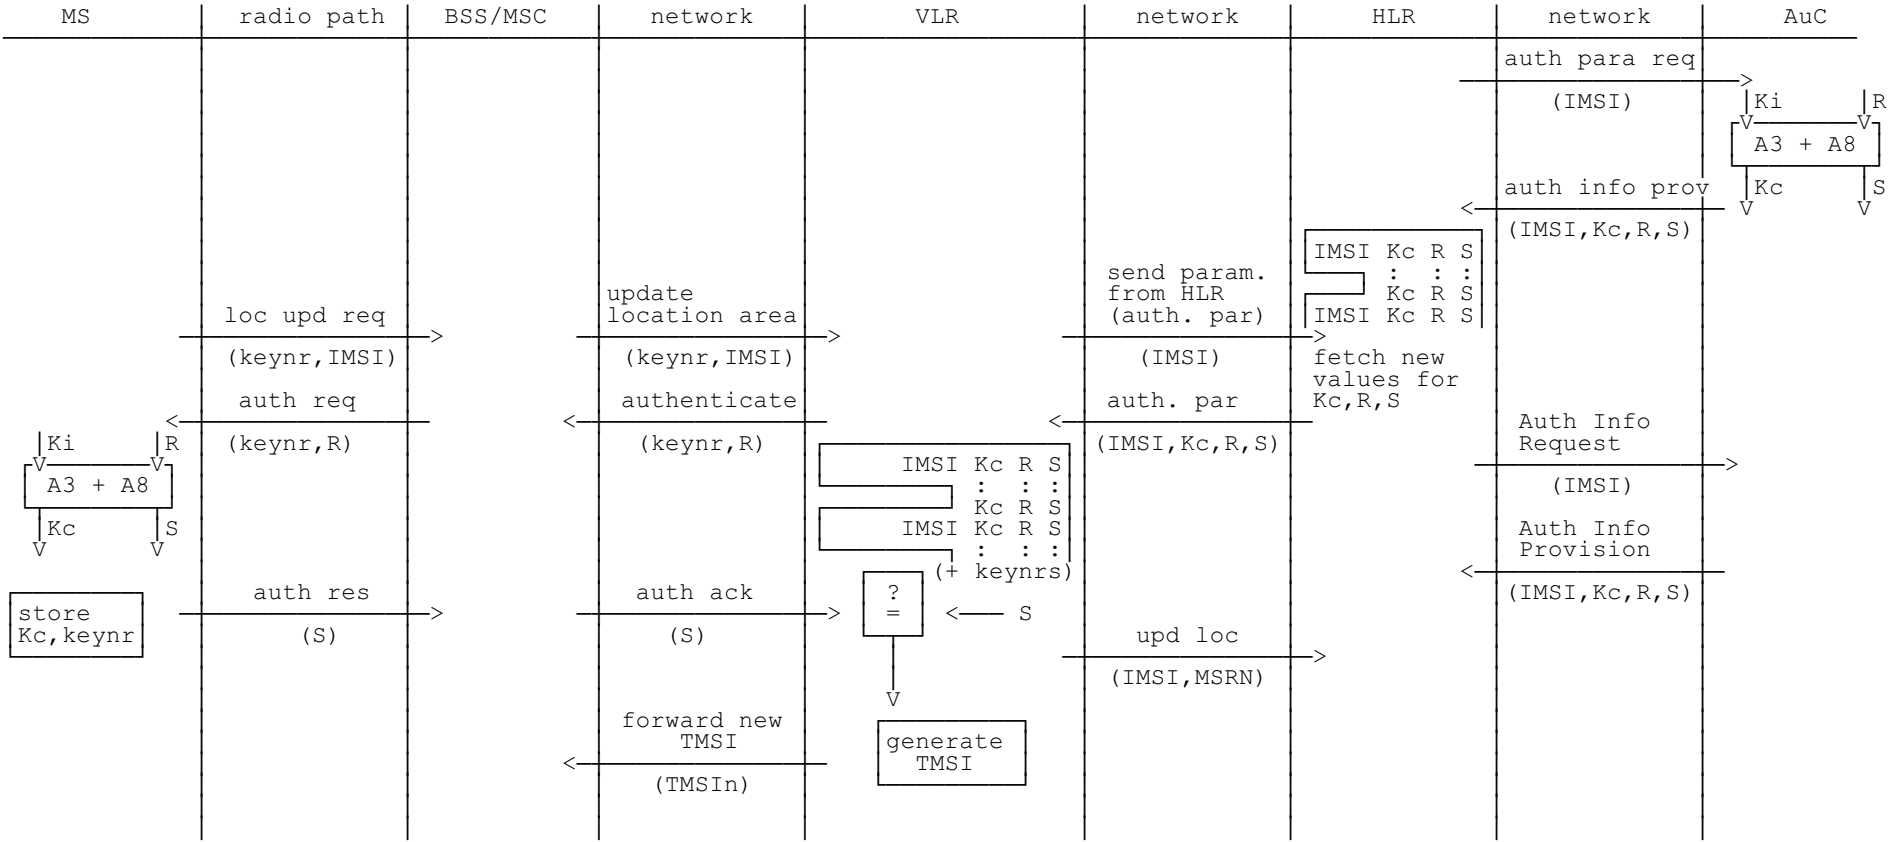 MS radio path BSS/MSC network VLR network HLR network AuC
auth para req
(IMSI)
Ki R
A3 + A8
auth info prov Kc S
(IMSI,Kc,R,S)
IMSI Kc R S
send param. : : :
update from HLR Kc R S
loc upd req location area (auth. par) IMSI Kc R S
(keynr,IMSI) (keynr,IMSI) (IMSI) fetch new
values for
auth req authenticate auth. par Kc,R,S
Auth Info
Ki R (keynr,R) (keynr,R) (IMSI,Kc,R,S) Request
IMSI Kc R S
A3 + A8 : : : (IMSI)
Kc R S
Kc S IMSI Kc R S Auth Info
: : : Provision
(+ keynrs)
auth res auth ack ? (IMSI,Kc,R,S)
store = S
Kc,keynr (S) (S) upd loc
(IMSI,MSRN)
forward new
TMSI generate
TMSI
(TMSIn)